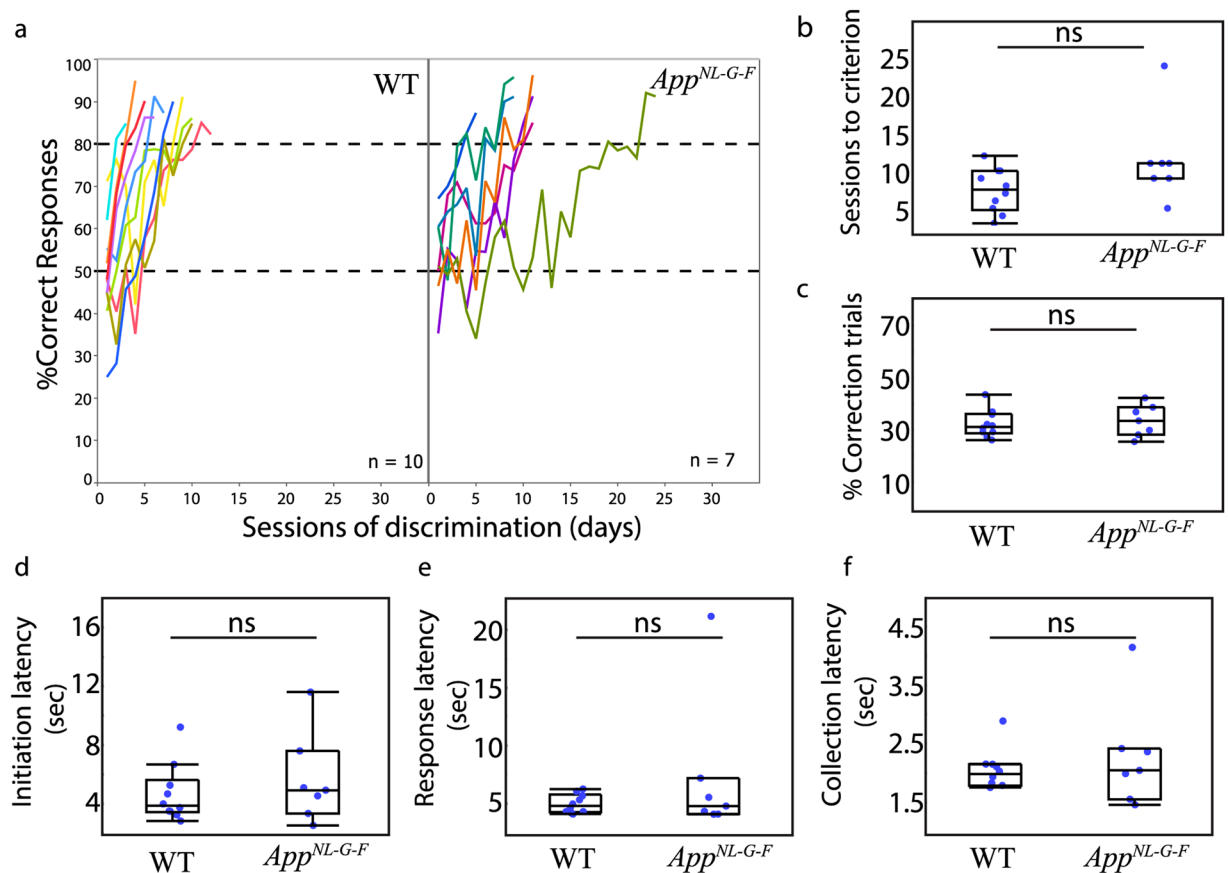 a
WT
App^NL-G-F
%Correct Responses
100
90
80
70
60
50
40
30
20
10
0
n = 10
n = 7
0 5 10 15 20 25 30
0 5 10 15 20 25 30
Sessions of discrimination (days)
b
ns
Sessions to criterion
25
20
15
10
5
WT
App^NL-G-F
c
ns
% Correction trials
70
50
30
10
WT
App^NL-G-F
d
ns
Initiation latency
(sec)
16
12
8
4
WT
App^NL-G-F
e
ns
Response latency
(sec)
20
15
10
5
WT
App^NL-G-F
f
ns
Collection latency
(sec)
4.5
3.5
2.5
1.5
WT
App^NL-G-F